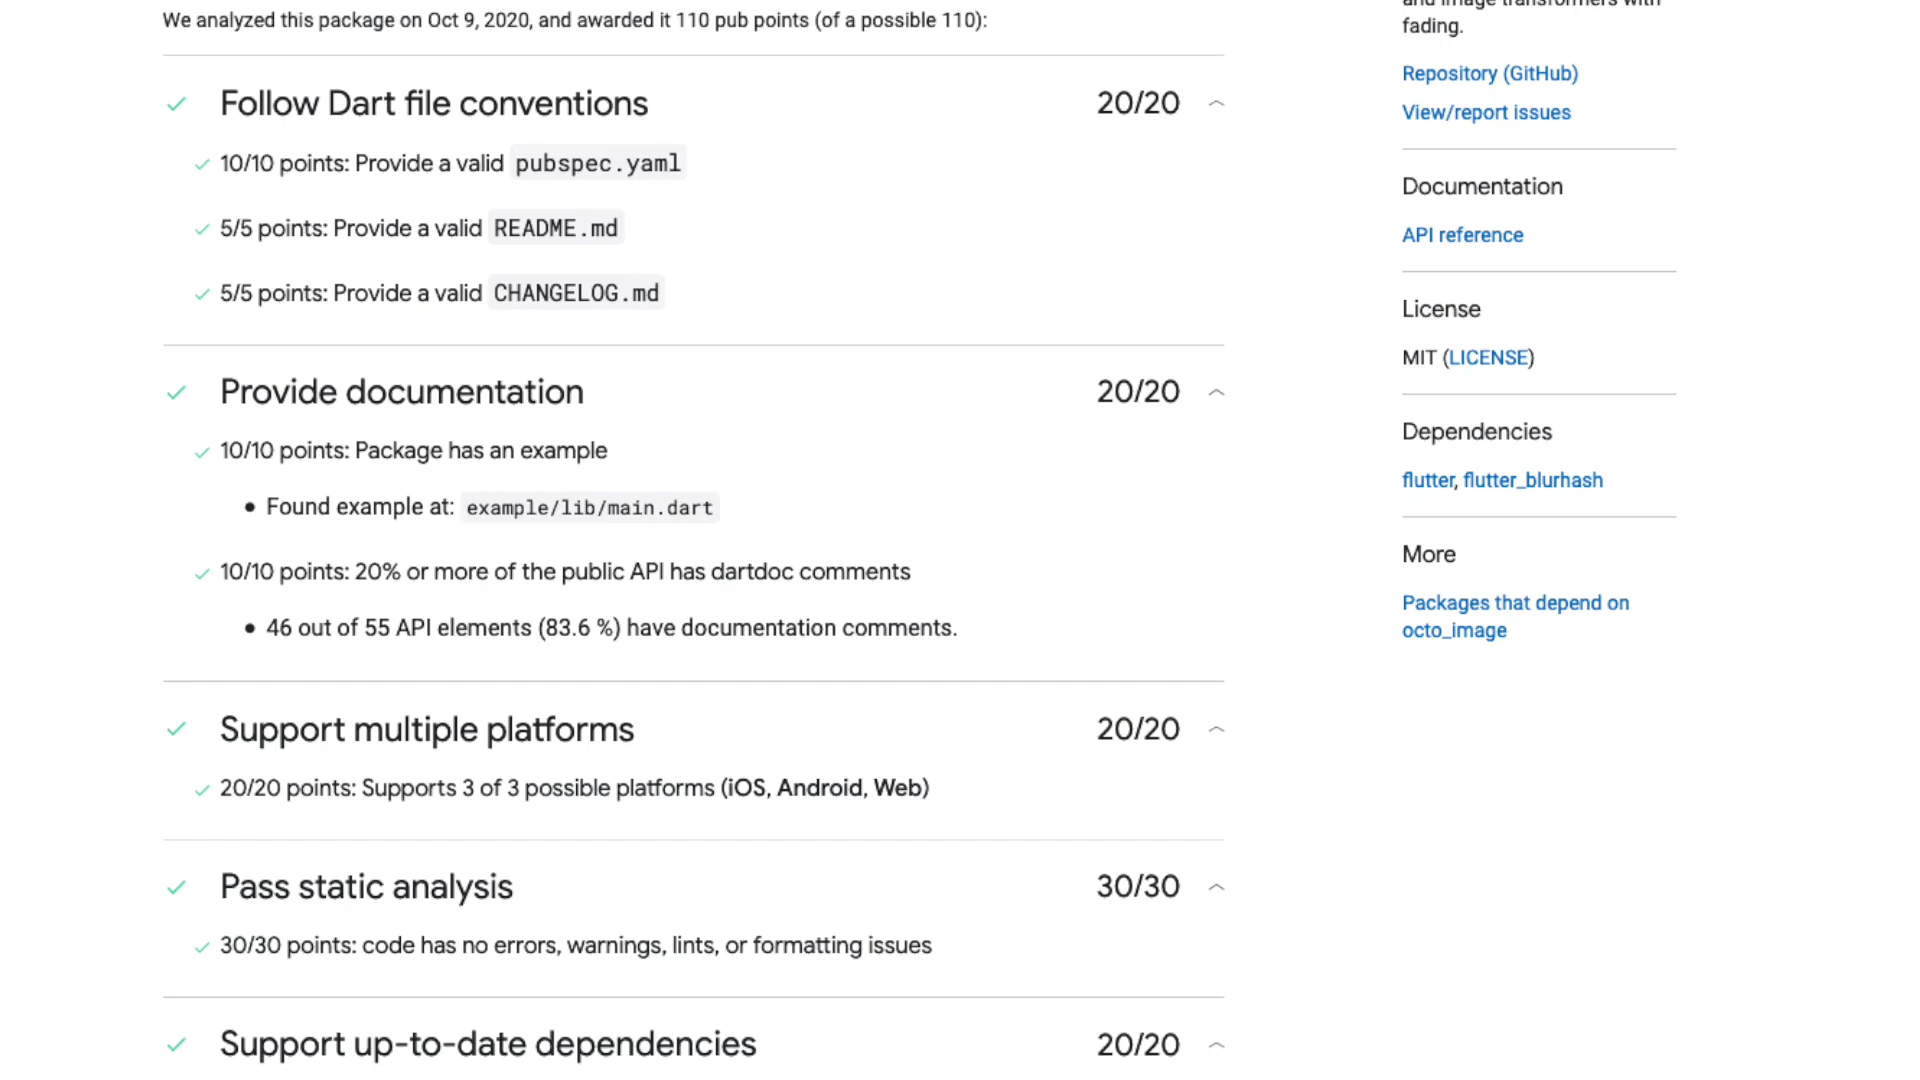 We analyzed this package on Oct 9, 2020, and awarded it 110 pub points (of a possible 110):
Follow Dart file conventions 20/20
10/10 points: Provide a valid pubspec.yaml
5/5 points: Provide a valid README.md
5/5 points: Provide a valid CHANGELOG.md
Provide documentation 20/20
10/10 points: Package has an example
• Found example at: example/lib/main.dart
10/10 points: 20% or more of the public API has dartdoc comments
• 46 out of 55 API elements (83.6 %) have documentation comments.
Support multiple platforms 20/20
20/20 points: Supports 3 of 3 possible platforms (iOS, Android, Web)
Pass static analysis 30/30
30/30 points: code has no errors, warnings, lints, or formatting issues
Support up-to-date dependencies 20/20
and image transformers with
fading.
Repository (GitHub)
View/report issues
Documentation
API reference
License
MIT (LICENSE)
Dependencies
flutter, flutter_blurhash
More
Packages that depend on
octo_image